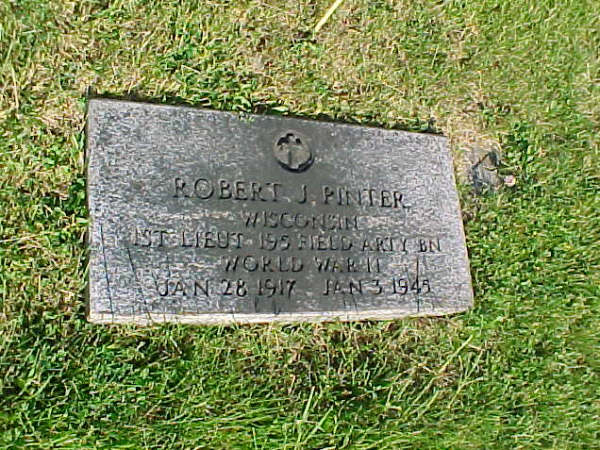 ROBERT J. PINTER
WISCONSIN
1ST LIEUT 195 FIELD ARTY BN
WORLD WAR II
JAN 28 1917 JAN 3 1945